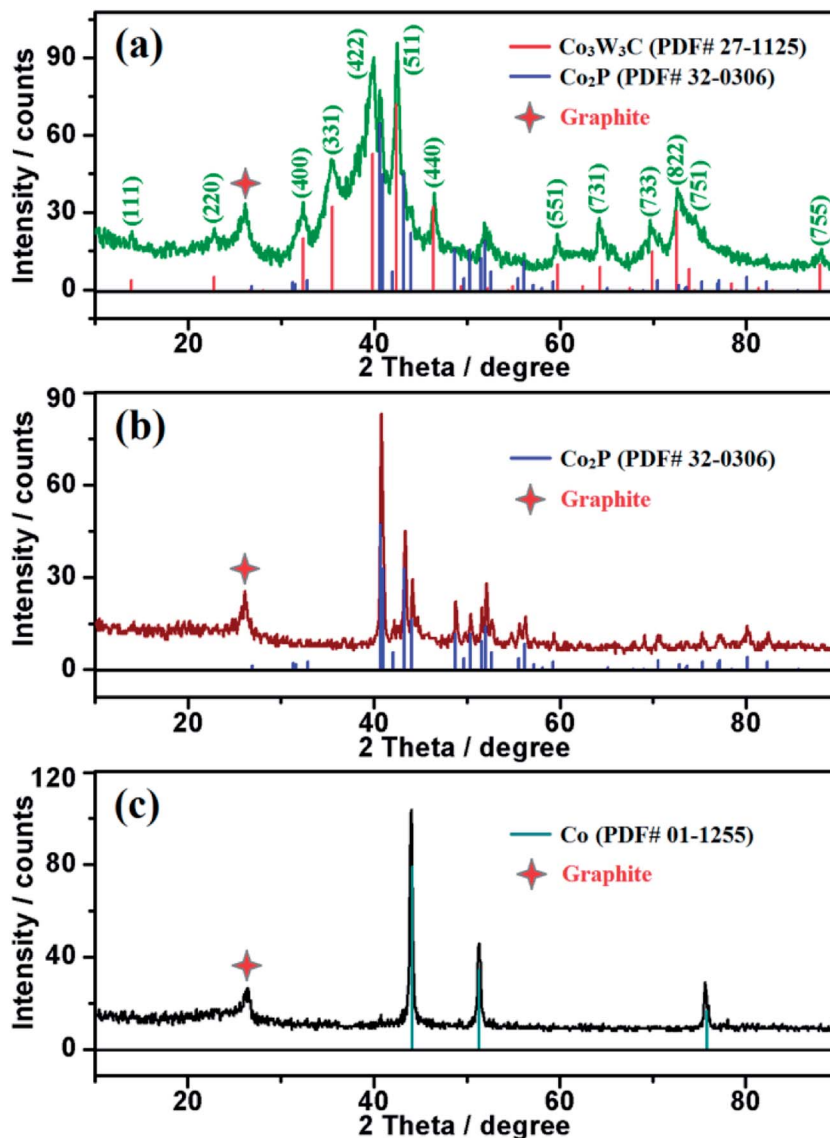 (a)
Co₃W₃C (PDF# 27-1125)
Co₂P (PDF# 32-0306)
Graphite
(111)
(220)
(400)
(331)
(422)
(511)
(440)
(551)
(731)
(733)
(822)
(751)
(755)
Intensity / counts
90
60
30
0
20
40
60
80
2 Theta / degree
(b)
Co₂P (PDF# 32-0306)
Graphite
Intensity / counts
90
60
30
0
20
40
60
80
2 Theta / degree
(c)
Co (PDF# 01-1255)
Graphite
Intensity / counts
120
80
40
0
20
40
60
80
2 Theta / degree